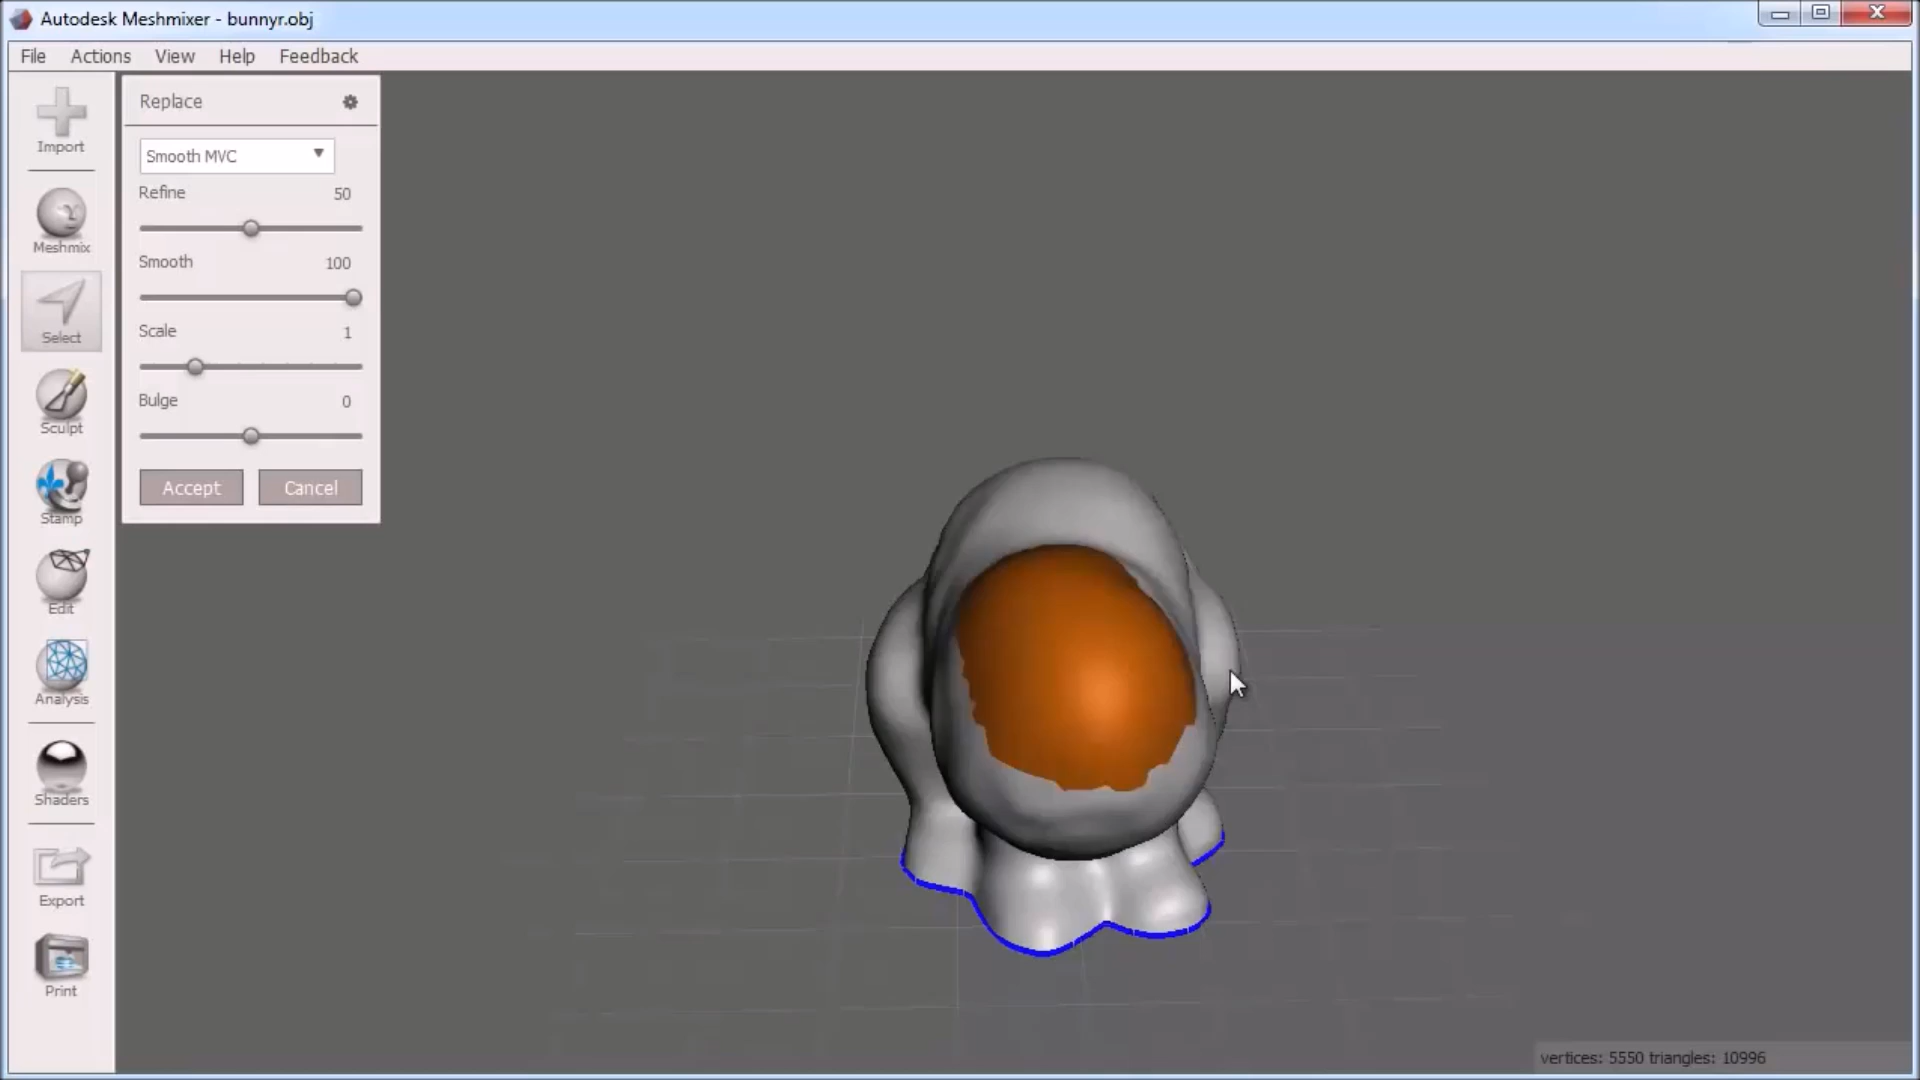 Autodesk Meshmixer - bunnyr.obj
File Actions View Help Feedback
Import
Meshmix
Select
Sculpt
Stamp
Edit
Analysis
Shaders
Export
Print
Replace
Smooth MVC
Refine 50
Smooth 100
Scale 1
Bulge 0
Accept Cancel
vertices: 5550 triangles: 10996